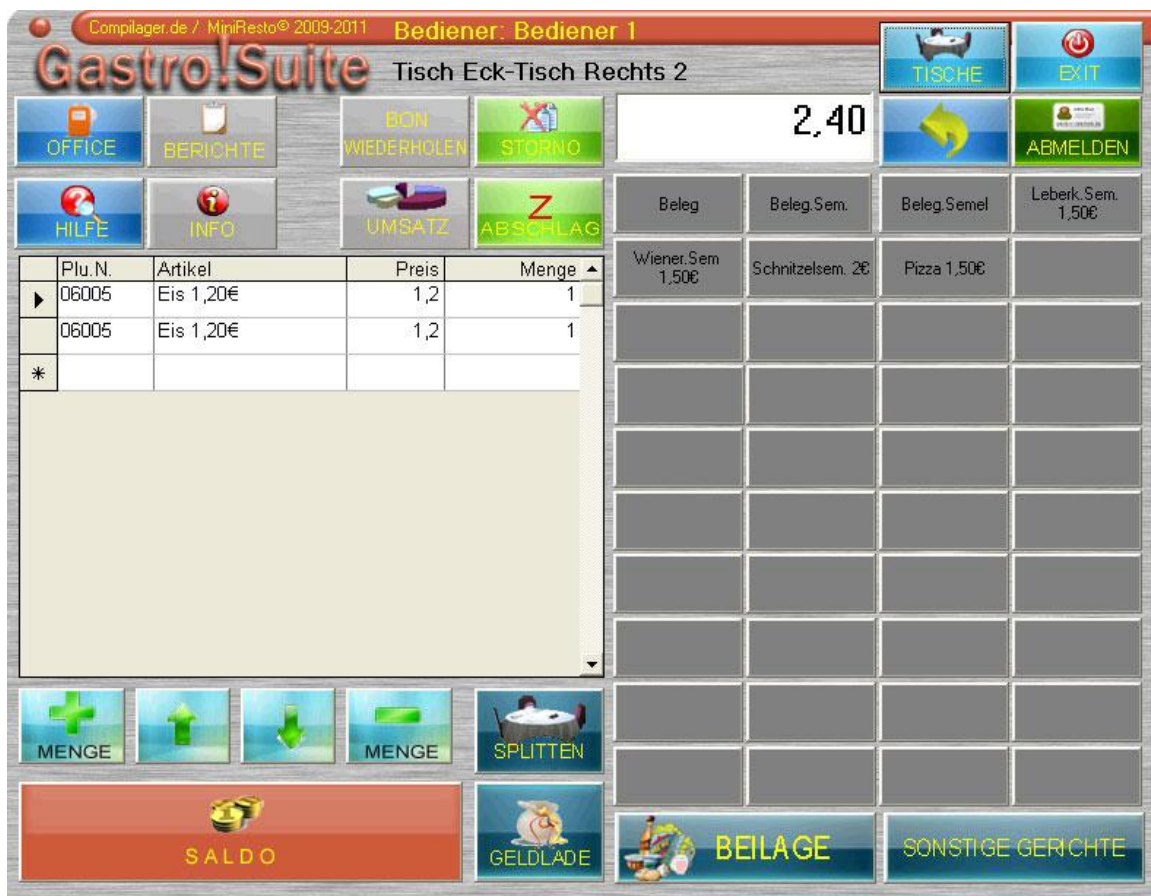 Compilager.de / MiniResto© 2009-2011 Bediener: Bediener 1
Gastro!Suite Tisch Eck-Tisch Rechts 2
TISCHE
EXIT
OFFICE
BERICHTE
BON
WIEDERHOLEN
STORNO
2,40
ABMELDEN
HILFE
INFO
UMSATZ
Z
ABSCHLAG
Beleg
Beleg.Sem.
Beleg.Semel
Leberk.Sem.
1,50€
Wiener.Sem
1,50€
Schnitzelsem. 2€
Pizza 1,50€
Plu.N. Artikel Preis Menge
06005 Eis 1,20€ 1,2 1
06005 Eis 1,20€ 1,2 1
MENGE
MENGE
SPLITTEN
SALDO
GELDLADE
BEILAGE
SONSTIGE GERICHTE